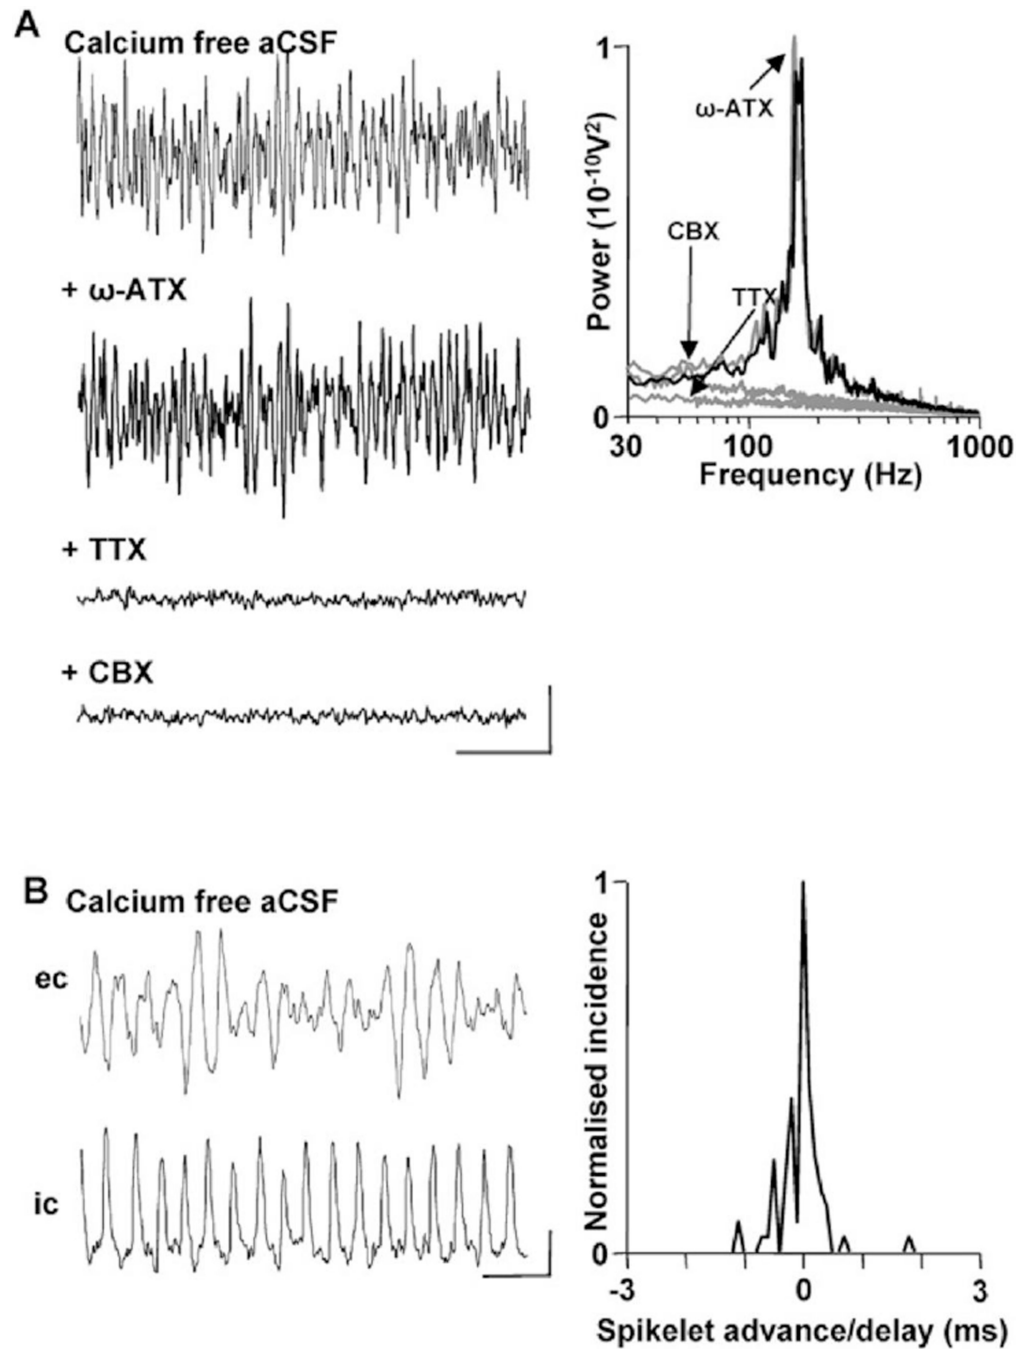 A
Calcium free aCSF
+ ω-ATX
+ TTX
+ CBX
1
0
Power (10⁻¹⁰V²)
ω-ATX
CBX
TTX
30
100
1000
Frequency (Hz)
B
Calcium free aCSF
ec
ic
1
0
Normalised incidence
-3
0
3
Spikelet advance/delay (ms)